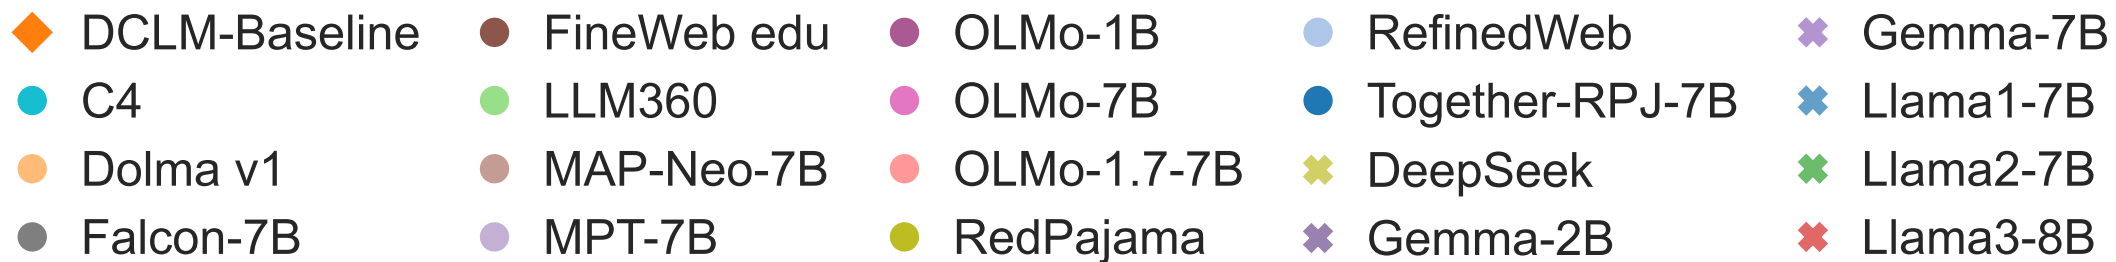 DCLM-Baseline FineWeb edu OLMo-1B RefinedWeb Gemma-7B
C4 LLM360 OLMo-7B Together-RPJ-7B Llama1-7B
Dolma v1 MAP-Neo-7B OLMo-1.7-7B DeepSeek Llama2-7B
Falcon-7B MPT-7B RedPajama Gemma-2B Llama3-8B